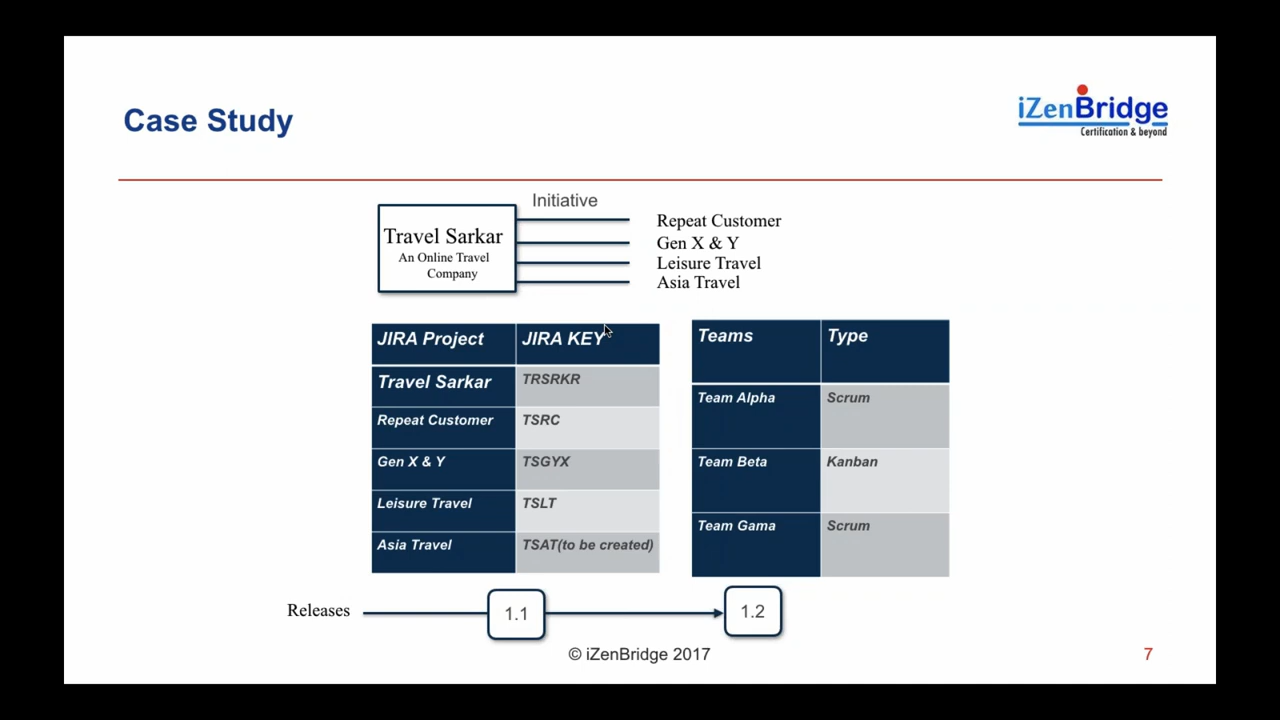 Case Study
iZenBridge
Certification & beyond
Initiative
Travel Sarkar
An Online Travel
Company
Repeat Customer
Gen X & Y
Leisure Travel
Asia Travel
JIRA Project JIRA KEY
Travel Sarkar TRSRKR
Repeat Customer TSRC
Gen X & Y TSGYX
Leisure Travel TSLT
Asia Travel TSAT(to be created)
Teams Type
Team Alpha Scrum
Team Beta Kanban
Team Gama Scrum
Releases 1.1 1.2
© iZenBridge 2017
7